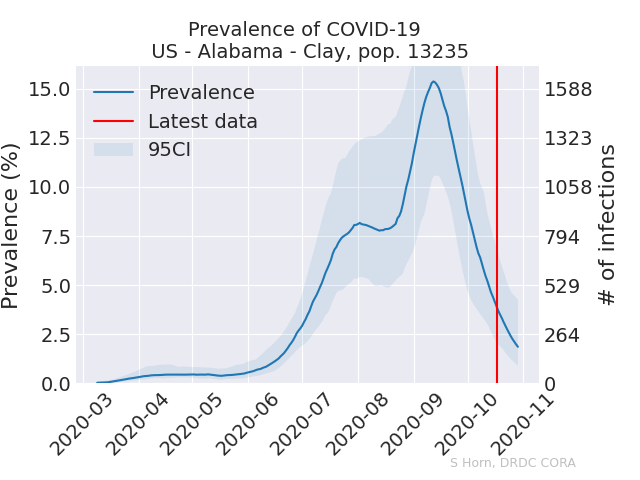 Prevalence of COVID-19
US - Alabama - Clay, pop. 13235
Prevalence
Latest data
95CI
Prevalence (%)
15.0
12.5
10.0
7.5
5.0
2.5
0.0
1588
1323
1058
794
529
264
0
# of infections
2020-03
2020-04
2020-05
2020-06
2020-07
2020-08
2020-09
2020-10
2020-11
S Horn, DRDC CORA